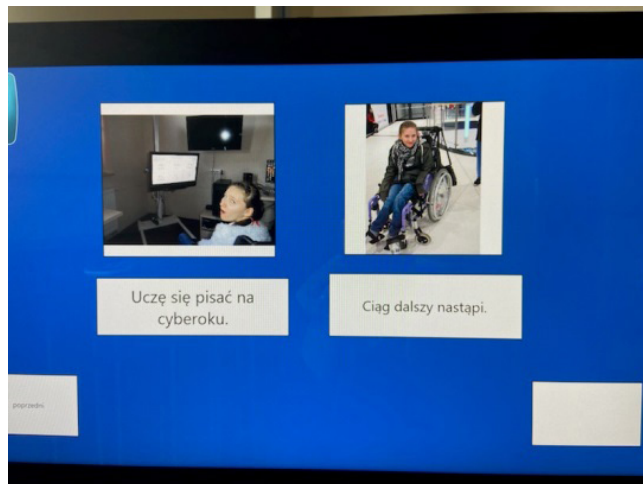 Uczę się pisać na
cyberoku.
Ciąg dalszy nastąpi.
poprzedni